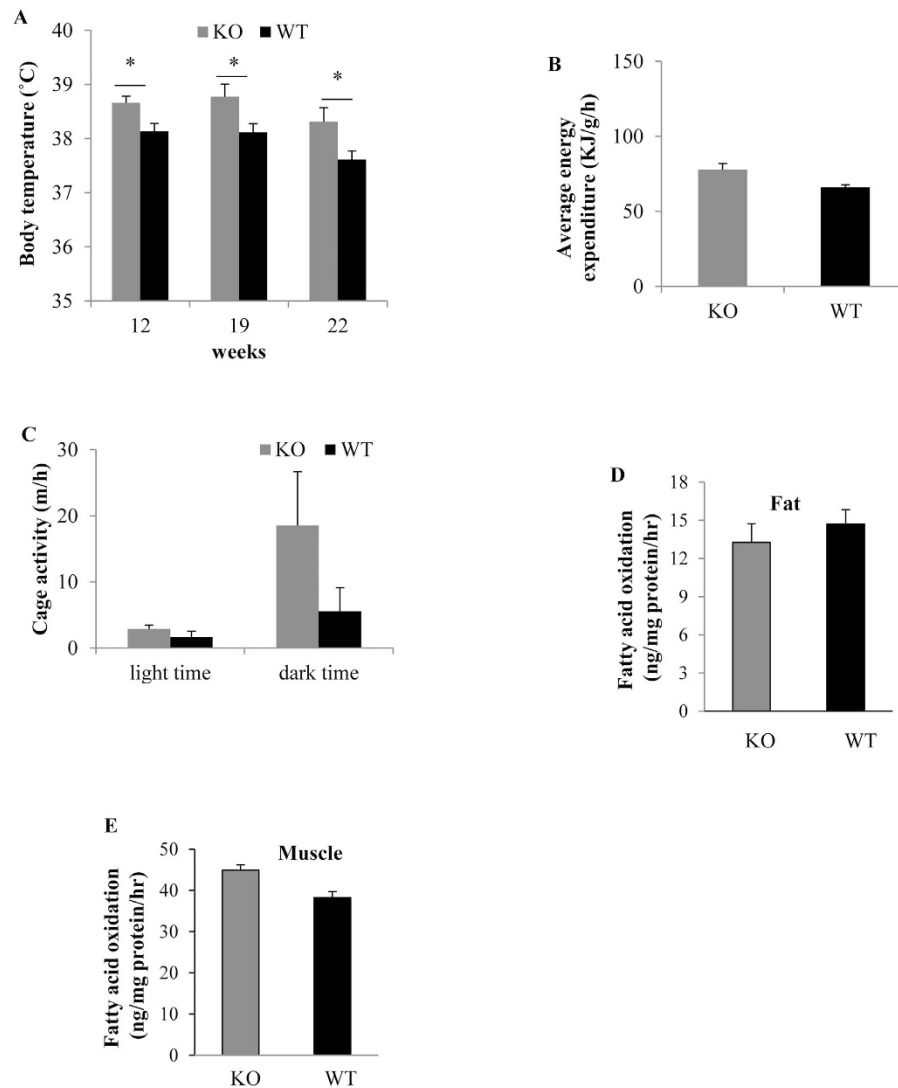 A
KO WT
Body temperature (˚C)
40
39
38
37
36
35
* * *
12 19 22
weeks
B
Average energy
expenditure (KJ/g/h)
150
100
50
0
KO WT
C
KO WT
Cage activity (m/h)
30
20
10
0
light time dark time
D
Fat
Fatty acid oxidation
(ng/mg protein/hr)
18
15
12
9
6
3
0
KO WT
E
Muscle
Fatty acid oxidation
(ng/mg protein/hr)
50
40
30
20
10
0
KO WT